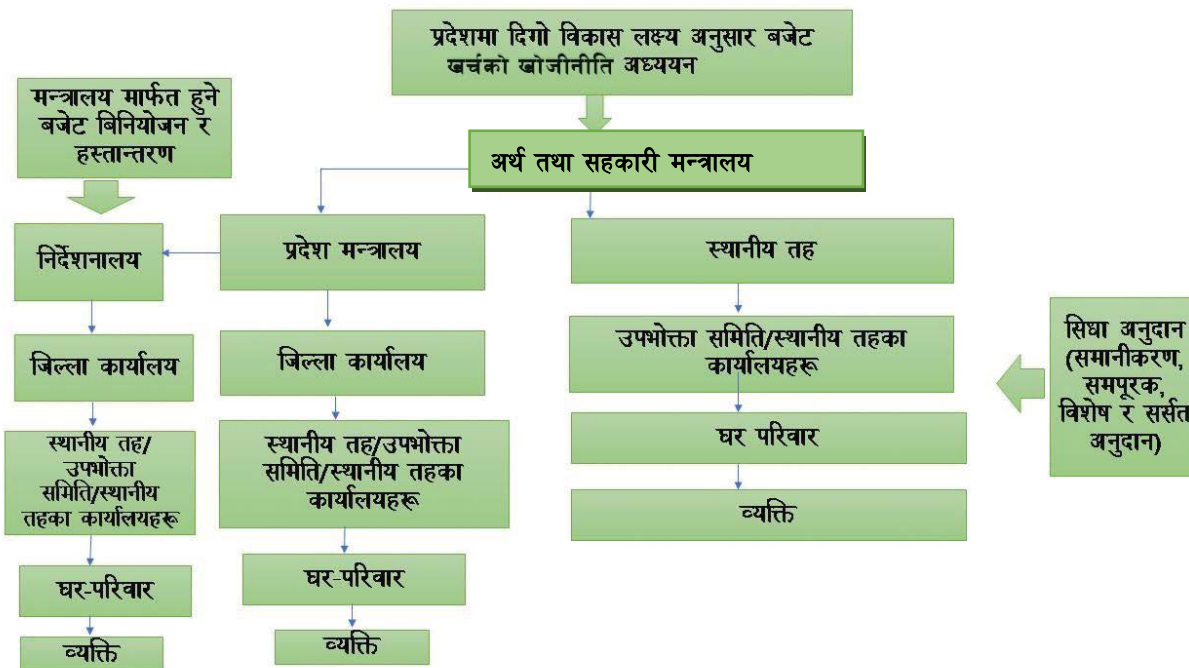 प्रदेशमा दिगो विकास लक्ष्य अनुसार बजेट
खर्चको खोजीनीति अध्ययन
मन्त्रालय मार्फत हुने
बजेट बिनियोजन र
हस्तान्तरण
अर्थ तथा सहकारी मन्त्रालय
निर्देशनालय
प्रदेश मन्त्रालय
स्थानीय तह
जिल्ला कार्यालय
जिल्ला कार्यालय
उपभोक्ता समिति/स्थानीय तहका
कार्यालयहरू
सिधा अनुदान
(समानीकरण,
समपूरक,
विशेष र सर्सत
अनुदान)
स्थानीय तह/
उपभोक्ता
समिति/स्थानीय
तहका कार्यालयहरू
स्थानीय तह/उपभोक्ता
समिति/स्थानीय तहका
कार्यालयहरू
घर परिवार
व्यक्ति
घर-परिवार
घर-परिवार
व्यक्ति
व्यक्ति